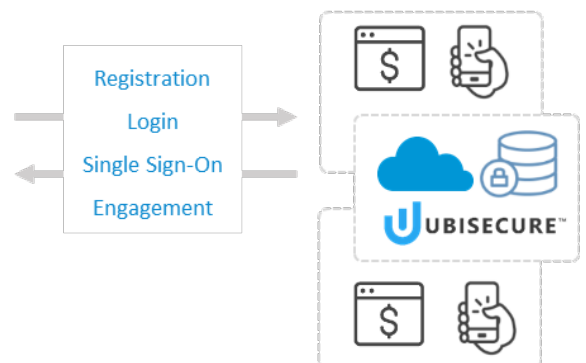 Registration
Login
Single Sign-On
Engagement
$
UBISECURE™
$